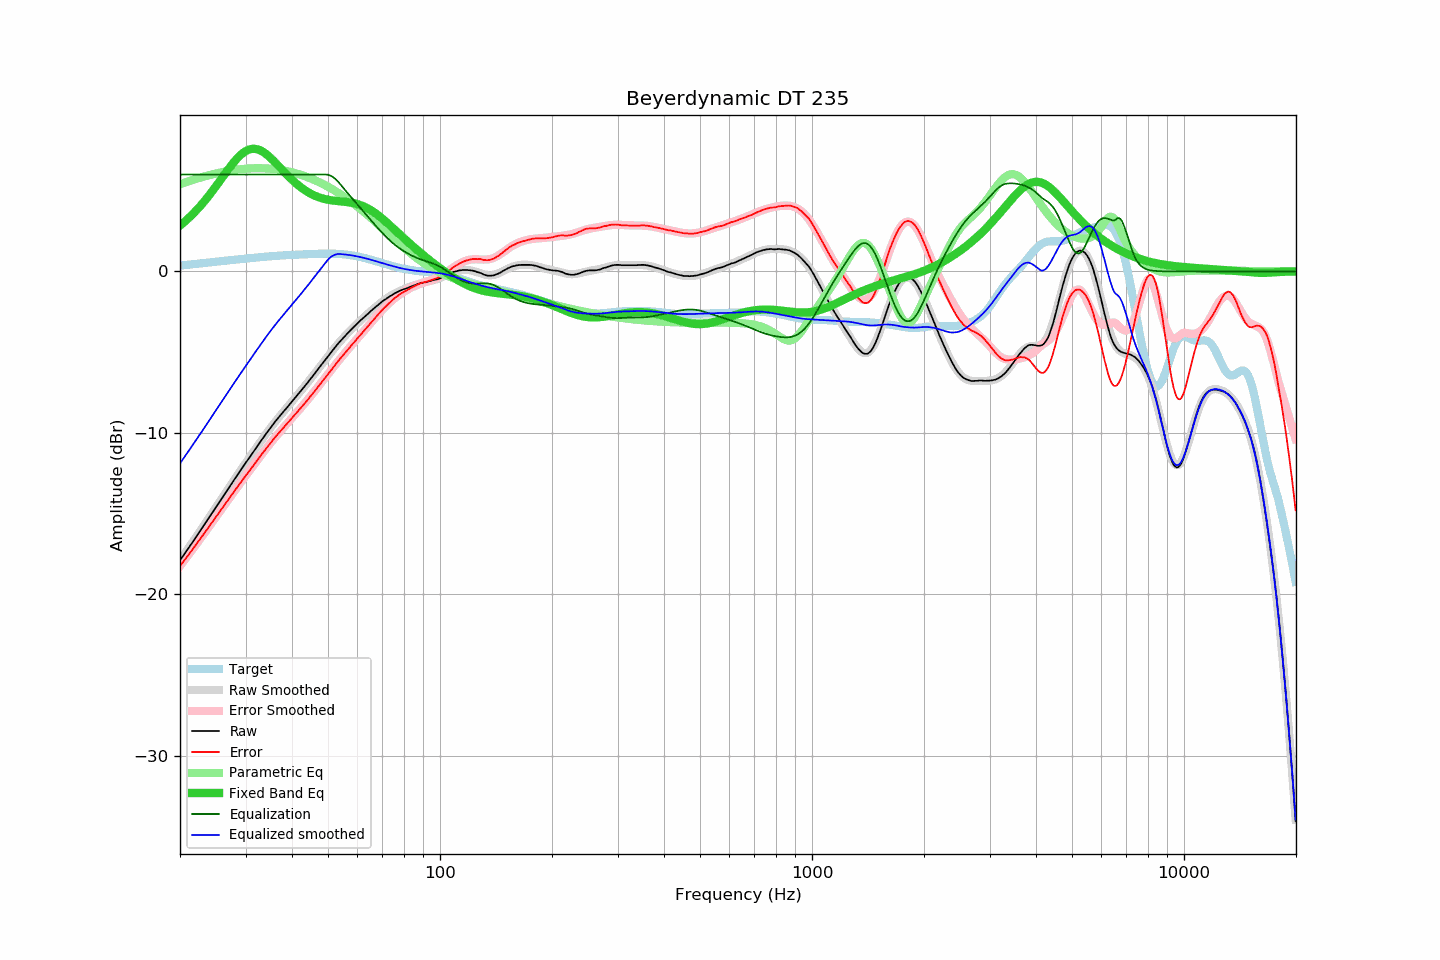 Beyerdynamic DT 235
Amplitude (dBr)
0
−10
−20
−30
Target
Raw Smoothed
Error Smoothed
Raw
Error
Parametric Eq
Fixed Band Eq
Equalization
Equalized smoothed
100
1000
10000
Frequency (Hz)